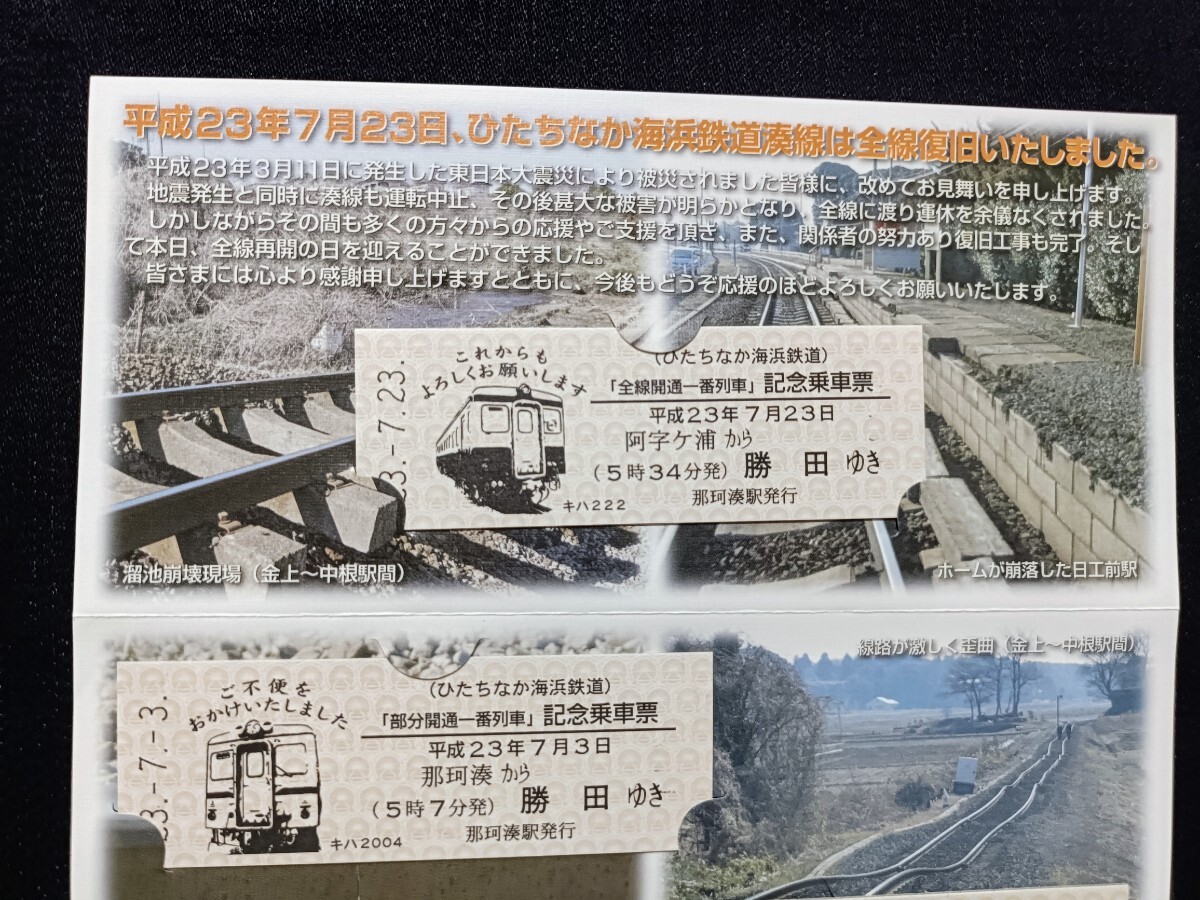 平成23年7月23日、ひたちなか海浜鉄道湊線は全線復旧いたしました。
平成23年3月11日に発生した東日本大震災により被災されました皆様に、改めてお見舞いを申し上げます。
地震発生と同時に湊線も運転中止、その後甚大な被害が明らかとなり、全線に渡り運休を余儀なくされました。
しかしながらその間も多くの方々からの応援やご支援を頂き、また、関係者の努力あり復旧工事も完了。そし
て本日、全線再開の日を迎えることができました。
皆さまには心より感謝申し上げますとともに、今後もどうぞ応援のほどよろしくお願いいたします。
3.-7.23.
これからも
よろしくお願いします
キハ222
(ひたちなか海浜鉄道)
「全線開通一番列車」記念乗車票
平成23年7月23日
阿字ケ浦から
(5時34分発) 勝田ゆき
那珂湊駅発行
溜池崩壊現場(金上〜中根駅間)
ホームが崩落した日工前駅
3.-7.-3.
ご不便を
おかけいたしました
キハ2004
(ひたちなか海浜鉄道)
「部分開通一番列車」記念乗車票
平成23年7月3日
那珂湊から
(5時7分発) 勝田ゆき
那珂湊駅発行
線路が激しく歪曲(金上〜中根駅間)